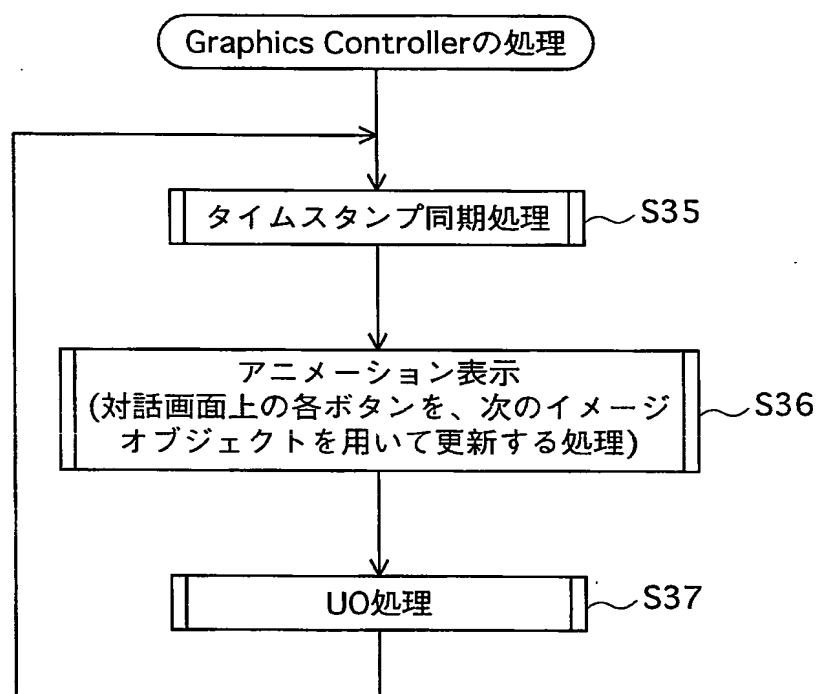 Graphics Controllerの処理
タイムスタンプ同期処理
S35
アニメーション表示
(対話画面上の各ボタンを、次のイメージ
オブジェクトを用いて更新する処理)
S36
UO処理
S37